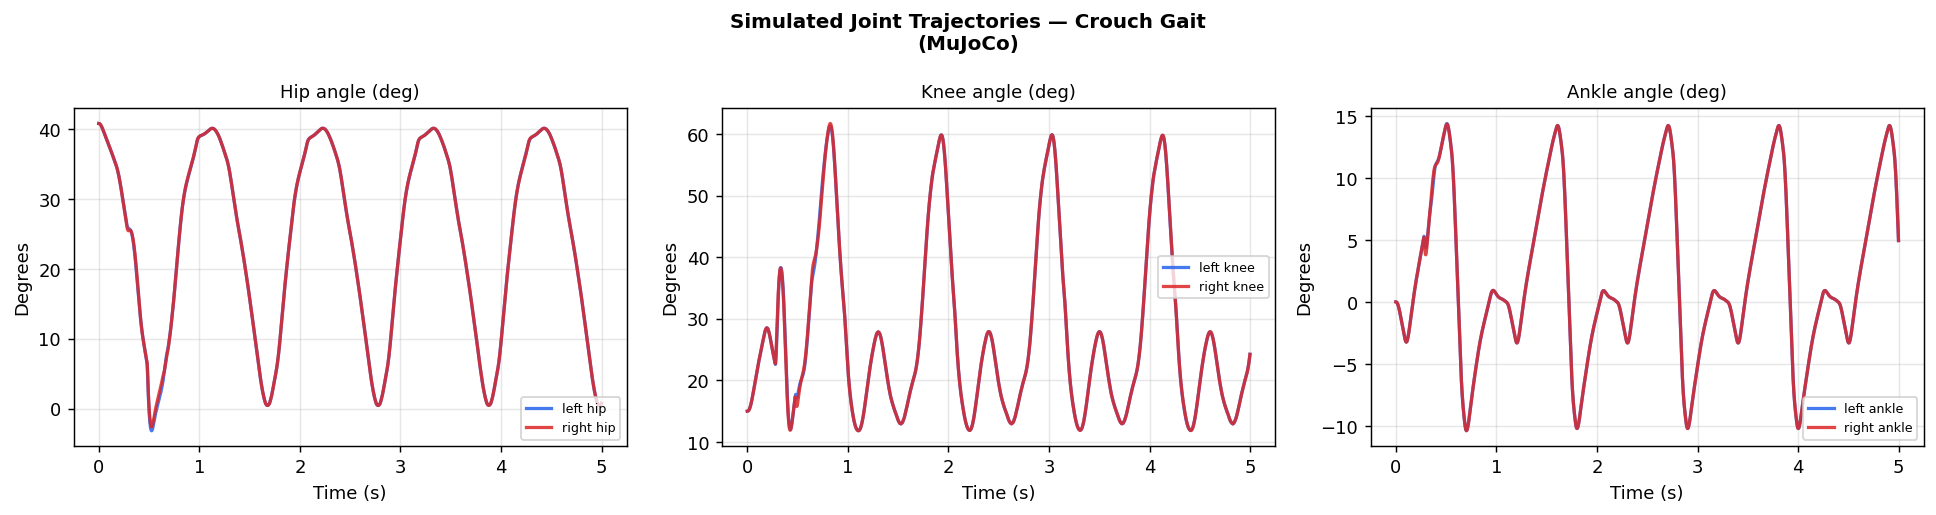 Simulated Joint Trajectories — Crouch Gait
(MuJoCo)
Hip angle (deg)
Degrees
40
30
20
10
0
0 1 2 3 4 5
Time (s)
left hip
right hip
Knee angle (deg)
Degrees
60
50
40
30
20
10
0 1 2 3 4 5
Time (s)
left knee
right knee
Ankle angle (deg)
Degrees
15
10
5
0
−5
−10
0 1 2 3 4 5
Time (s)
left ankle
right ankle